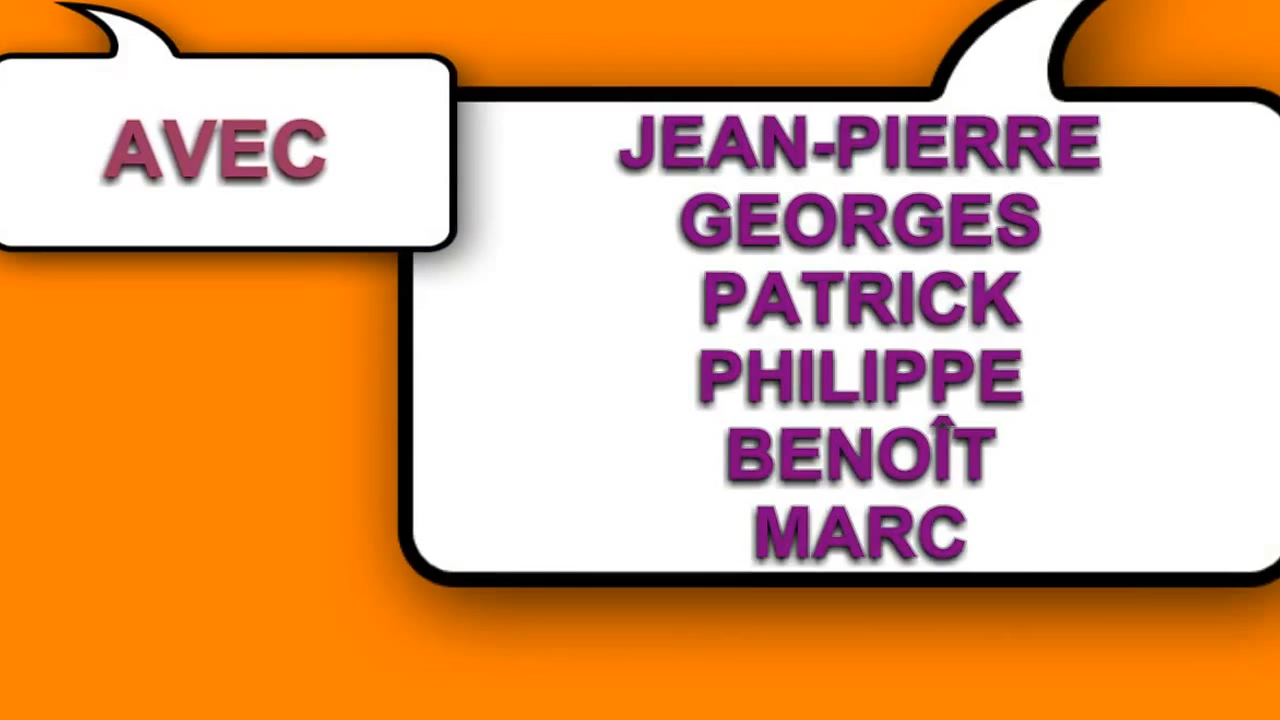 AVEC
JEAN-PIERRE
GEORGES
PATRICK
PHILIPPE
BENOÎT
MARC